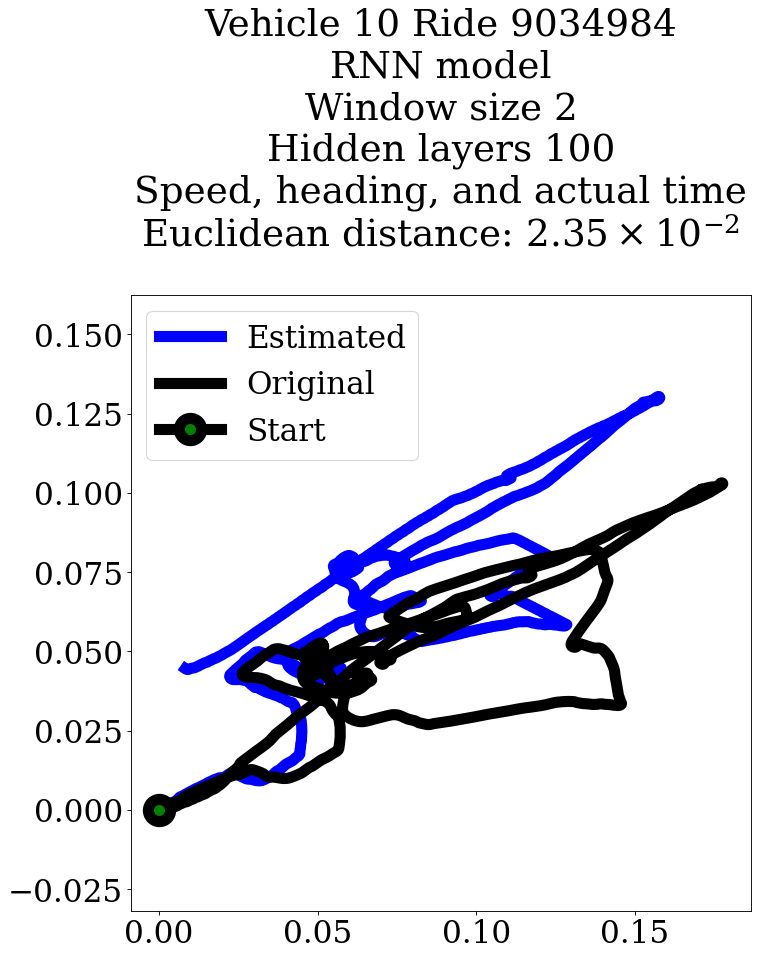 Vehicle 10 Ride 9034984
RNN model
Window size 2
Hidden layers 100
Speed, heading, and actual time
Euclidean distance: 2.35 × 10⁻²
Estimated
Original
Start
0.150
0.125
0.100
0.075
0.050
0.025
0.000
−0.025
0.00 0.05 0.10 0.15